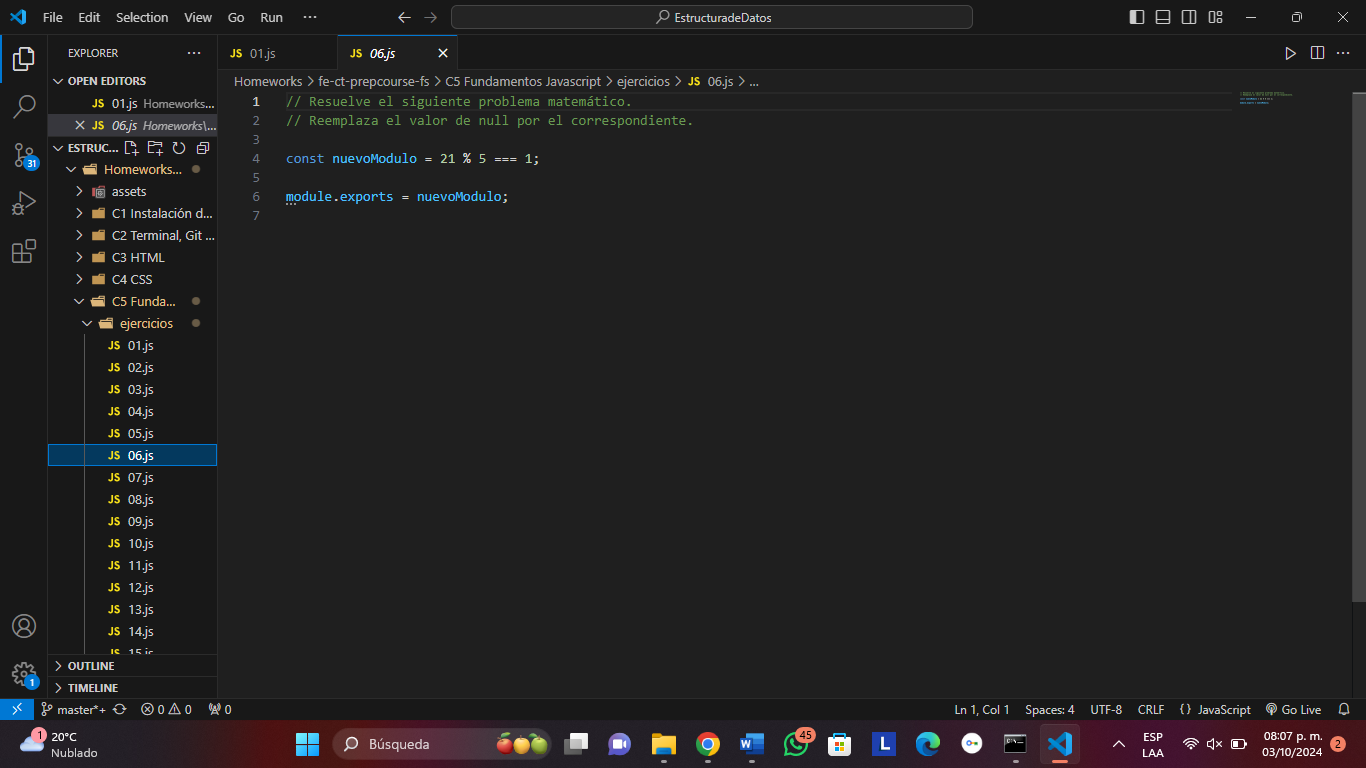 File Edit Selection View Go Run ···
EstructuradeDatos
EXPLORER
OPEN EDITORS
JS 01.js Homeworks...
JS 06.js Homeworks\...
ESTRUC...
Homeworks...
assets
C1 Instalación d...
C2 Terminal, Git ...
C3 HTML
C4 CSS
C5 Funda...
ejercicios
JS 01.js
JS 02.js
JS 03.js
JS 04.js
JS 05.js
JS 06.js
JS 07.js
JS 08.js
JS 09.js
JS 10.js
JS 11.js
JS 12.js
JS 13.js
JS 14.js
JS 15.js
OUTLINE
TIMELINE
31
1
JS 01.js
JS 06.js
Homeworks > fe-ct-prepcourse-fs > C5 Fundamentos Javascript > ejercicios > JS 06.js > ...
1 // Resuelve el siguiente problema matemático.
2 // Reemplaza el valor de null por el correspondiente.
3
4 const nuevoModulo = 21 % 5 === 1;
5
6 module.exports = nuevoModulo;
7
master*+ 0 0 0
Ln 1, Col 1 Spaces: 4 UTF-8 CRLF {} JavaScript Go Live
1 20°C
Nublado
Búsqueda
45
L
ESP
LAA
08:07 p. m.
03/10/2024
2